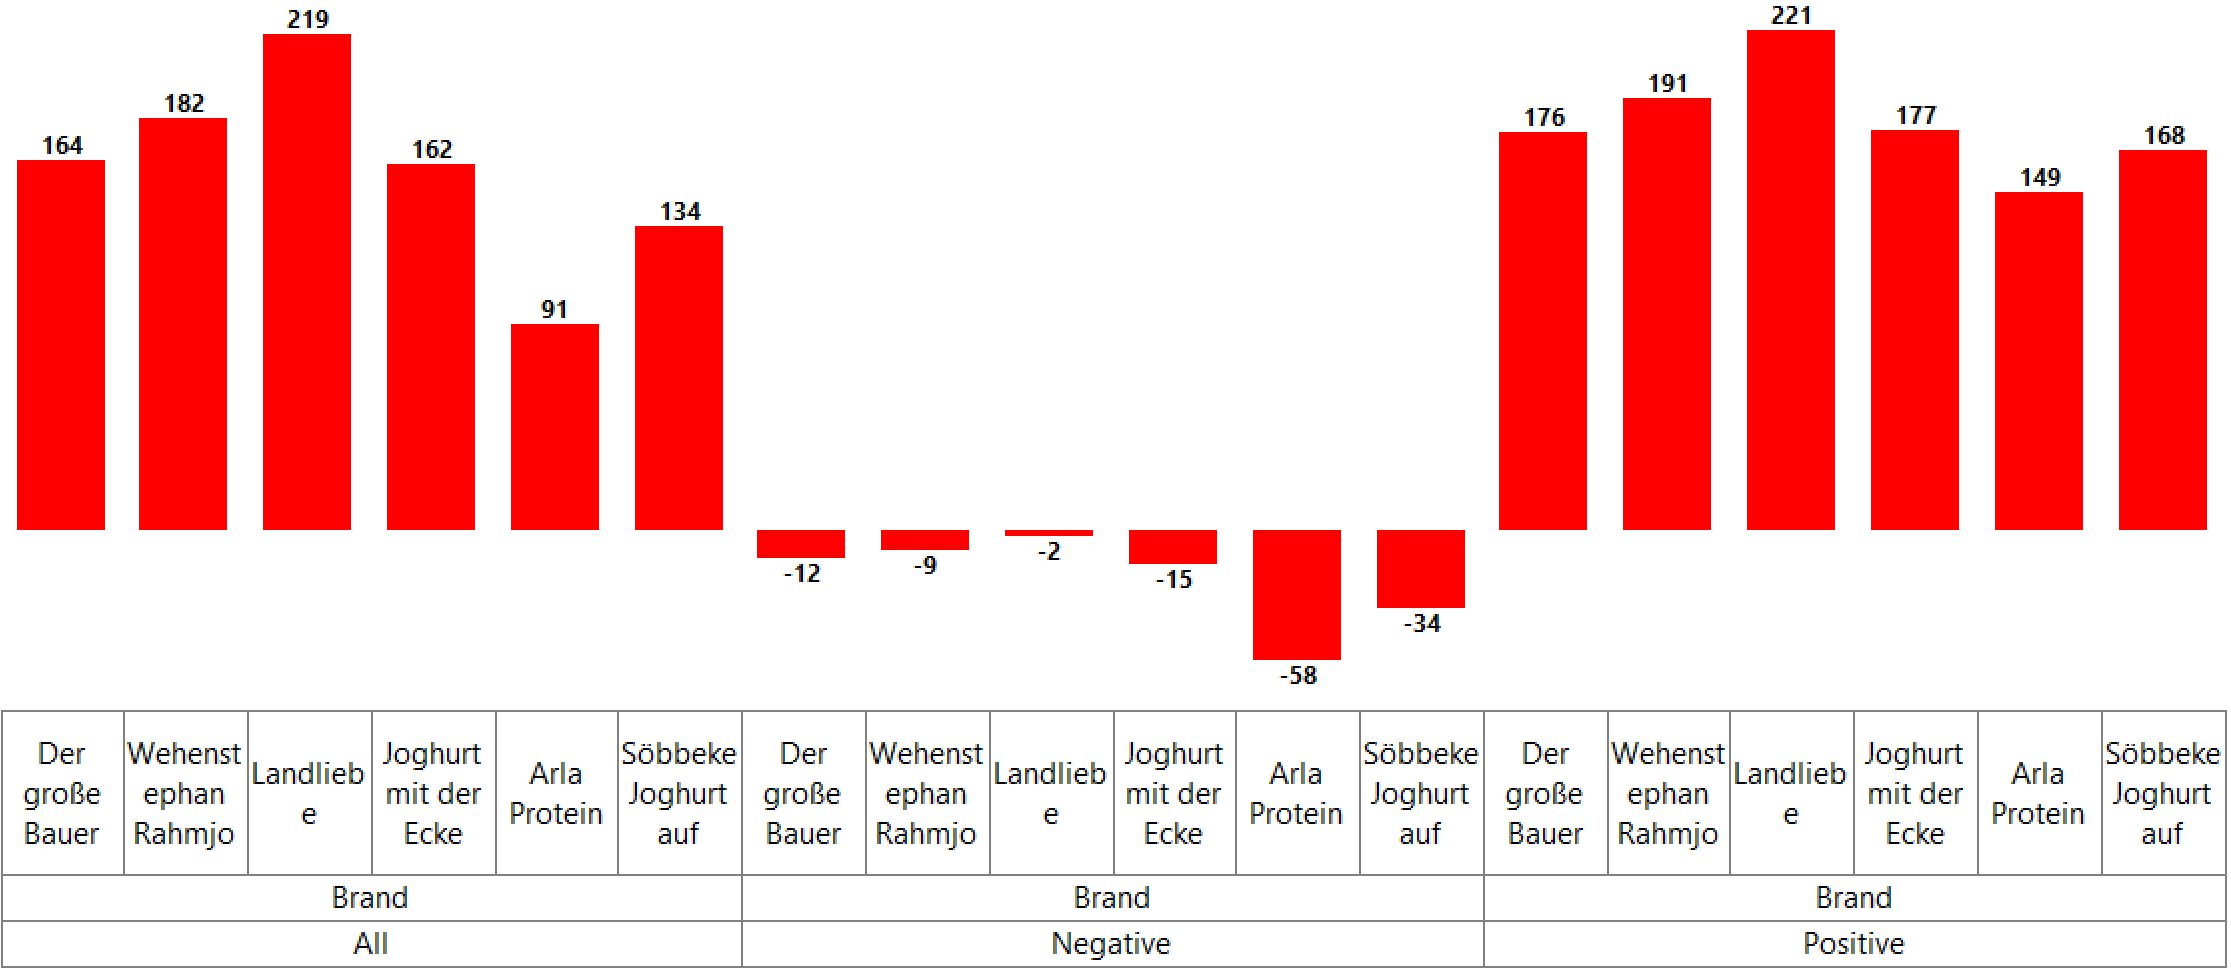 219
221
182
191
164
162
176
177
168
134
149
91
-12
-9
-2
-15
-34
-58
Der
große
Bauer
Wehenst
ephan
Rahmjo
Landlieb
e
Joghurt
mit der
Ecke
Arla
Protein
Söbbeke
Joghurt
auf
Der
große
Bauer
Wehenst
ephan
Rahmjo
Landlieb
e
Joghurt
mit der
Ecke
Arla
Protein
Söbbeke
Joghurt
auf
Der
große
Bauer
Wehenst
ephan
Rahmjo
Landlieb
e
Joghurt
mit der
Ecke
Arla
Protein
Söbbeke
Joghurt
auf
Brand
Brand
Brand
All
Negative
Positive